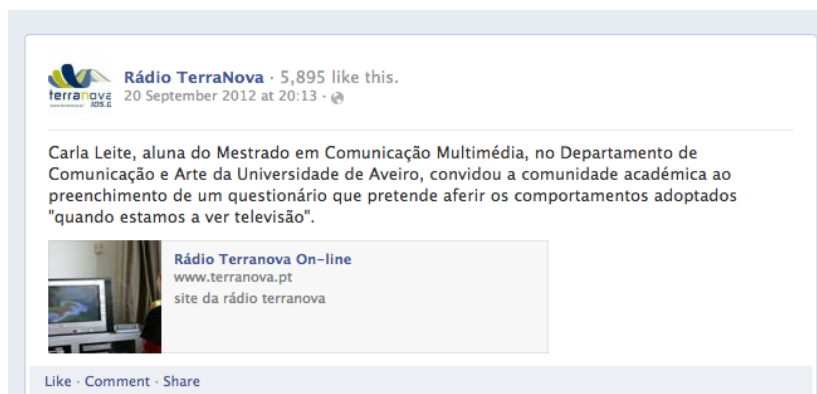 Rádio TerraNova · 5,895 like this.
terranova
105.
20 September 2012 at 20:13 ·
Carla Leite, aluna do Mestrado em Comunicação Multimédia, no Departamento de
Comunicação e Arte da Universidade de Aveiro, convidou a comunidade académica ao
preenchimento de um questionário que pretende aferir os comportamentos adoptados
"quando estamos a ver televisão".
Rádio Terranova On-line
www.terranova.pt
site da rádio terranova
Like · Comment · Share